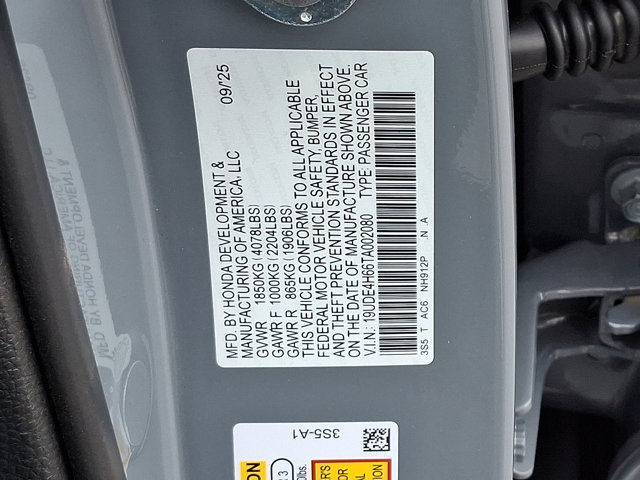 MFD. BY HONDA DEVELOPMENT & 09/25
MANUFACTURING OF AMERICA, LLC
GVWR 1850KG (4078LBS)
GAWR F 1000KG (2204LBS)
GAWR R 865KG (1906LBS)
THIS VEHICLE CONFORMS TO ALL APPLICABLE
FEDERAL MOTOR VEHICLE SAFETY, BUMPER,
AND THEFT PREVENTION STANDARDS IN EFFECT
ON THE DATE OF MANUFACTURE SHOWN ABOVE.
V.I.N: 19UDE4H66TA002080 TYPE: PASSENGER CAR
3S5 T AC6 NH912P N A
3S5-A1